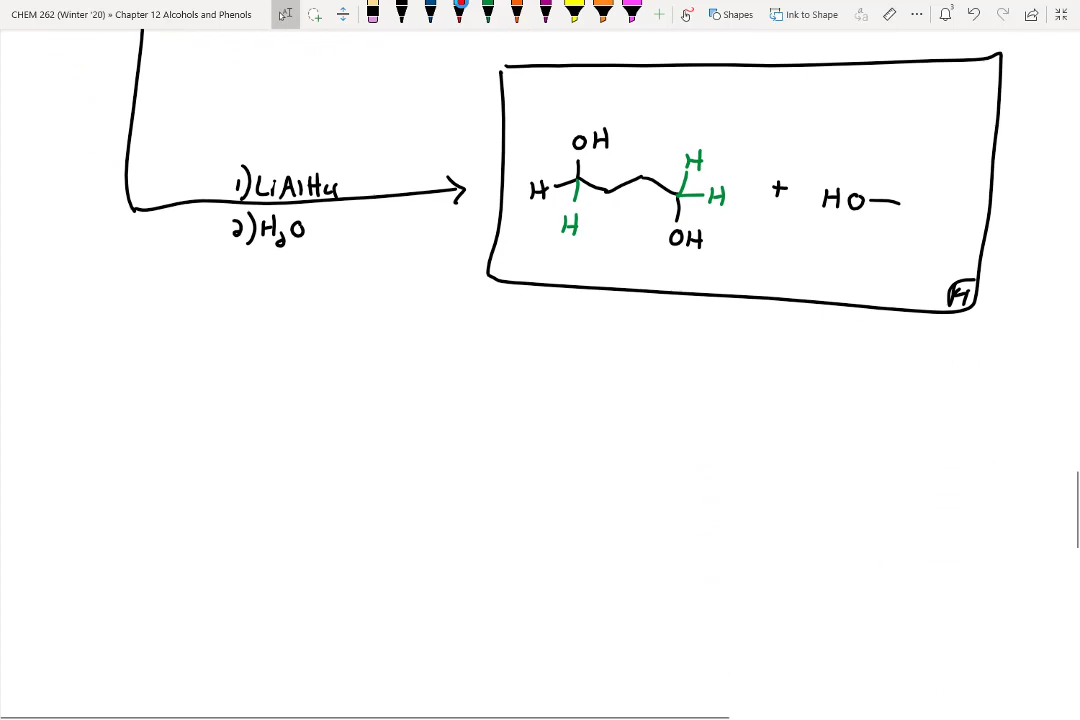 CHEM 262 (Winter '20) » Chapter 12 Alcohols and Phenols
Shapes
Ink to Shape
3
OH
H
H
H
H
OH
+ HO
1) LiAlH4
2) H2O